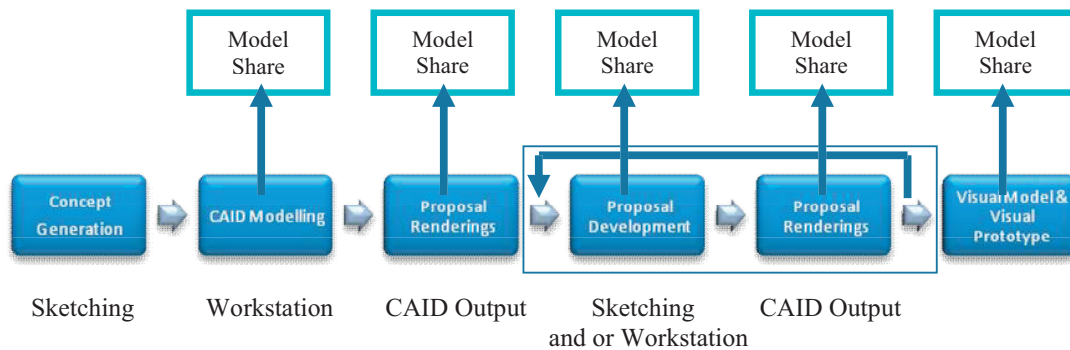 Model
Share
Model
Share
Model
Share
Model
Share
Model
Share
Concept
Generation
CAID Modelling
Proposal
Renderings
Proposal
Development
Proposal
Renderings
Visual Model &
Visual
Prototype
Sketching
Workstation
CAID Output
Sketching
and or Workstation
CAID Output